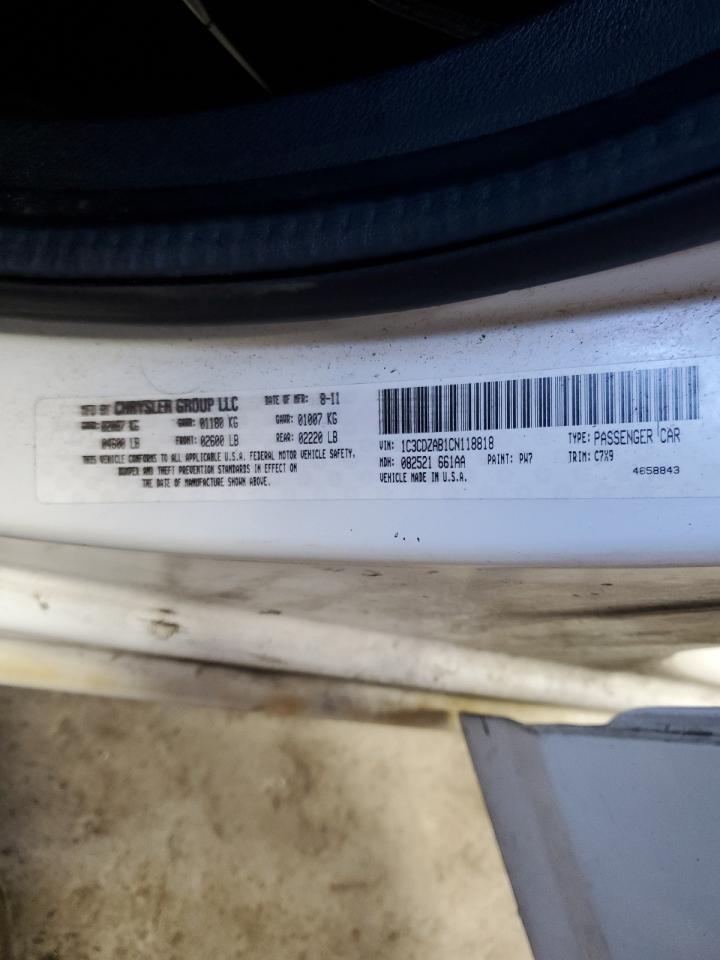 MFD BY CHRYSLER GROUP LLC DATE OF MFR: 8-11
GAWR: 01180 KG GAWR: 01007 KG
04600 LB FRONT: 02600 LB REAR: 02220 LB
THIS VEHICLE CONFORMS TO ALL APPLICABLE U.S.A. FEDERAL MOTOR VEHICLE SAFETY,
BUMPER AND THEFT PREVENTION STANDARDS IN EFFECT ON
THE DATE OF MANUFACTURE SHOWN ABOVE.
VIN: 1C3CDZAB1CN118818 TYPE: PASSENGER CAR
MDH: 082521 661AA PAINT: PW7 TRIM: C7X9
VEHICLE MADE IN U.S.A. 4658843